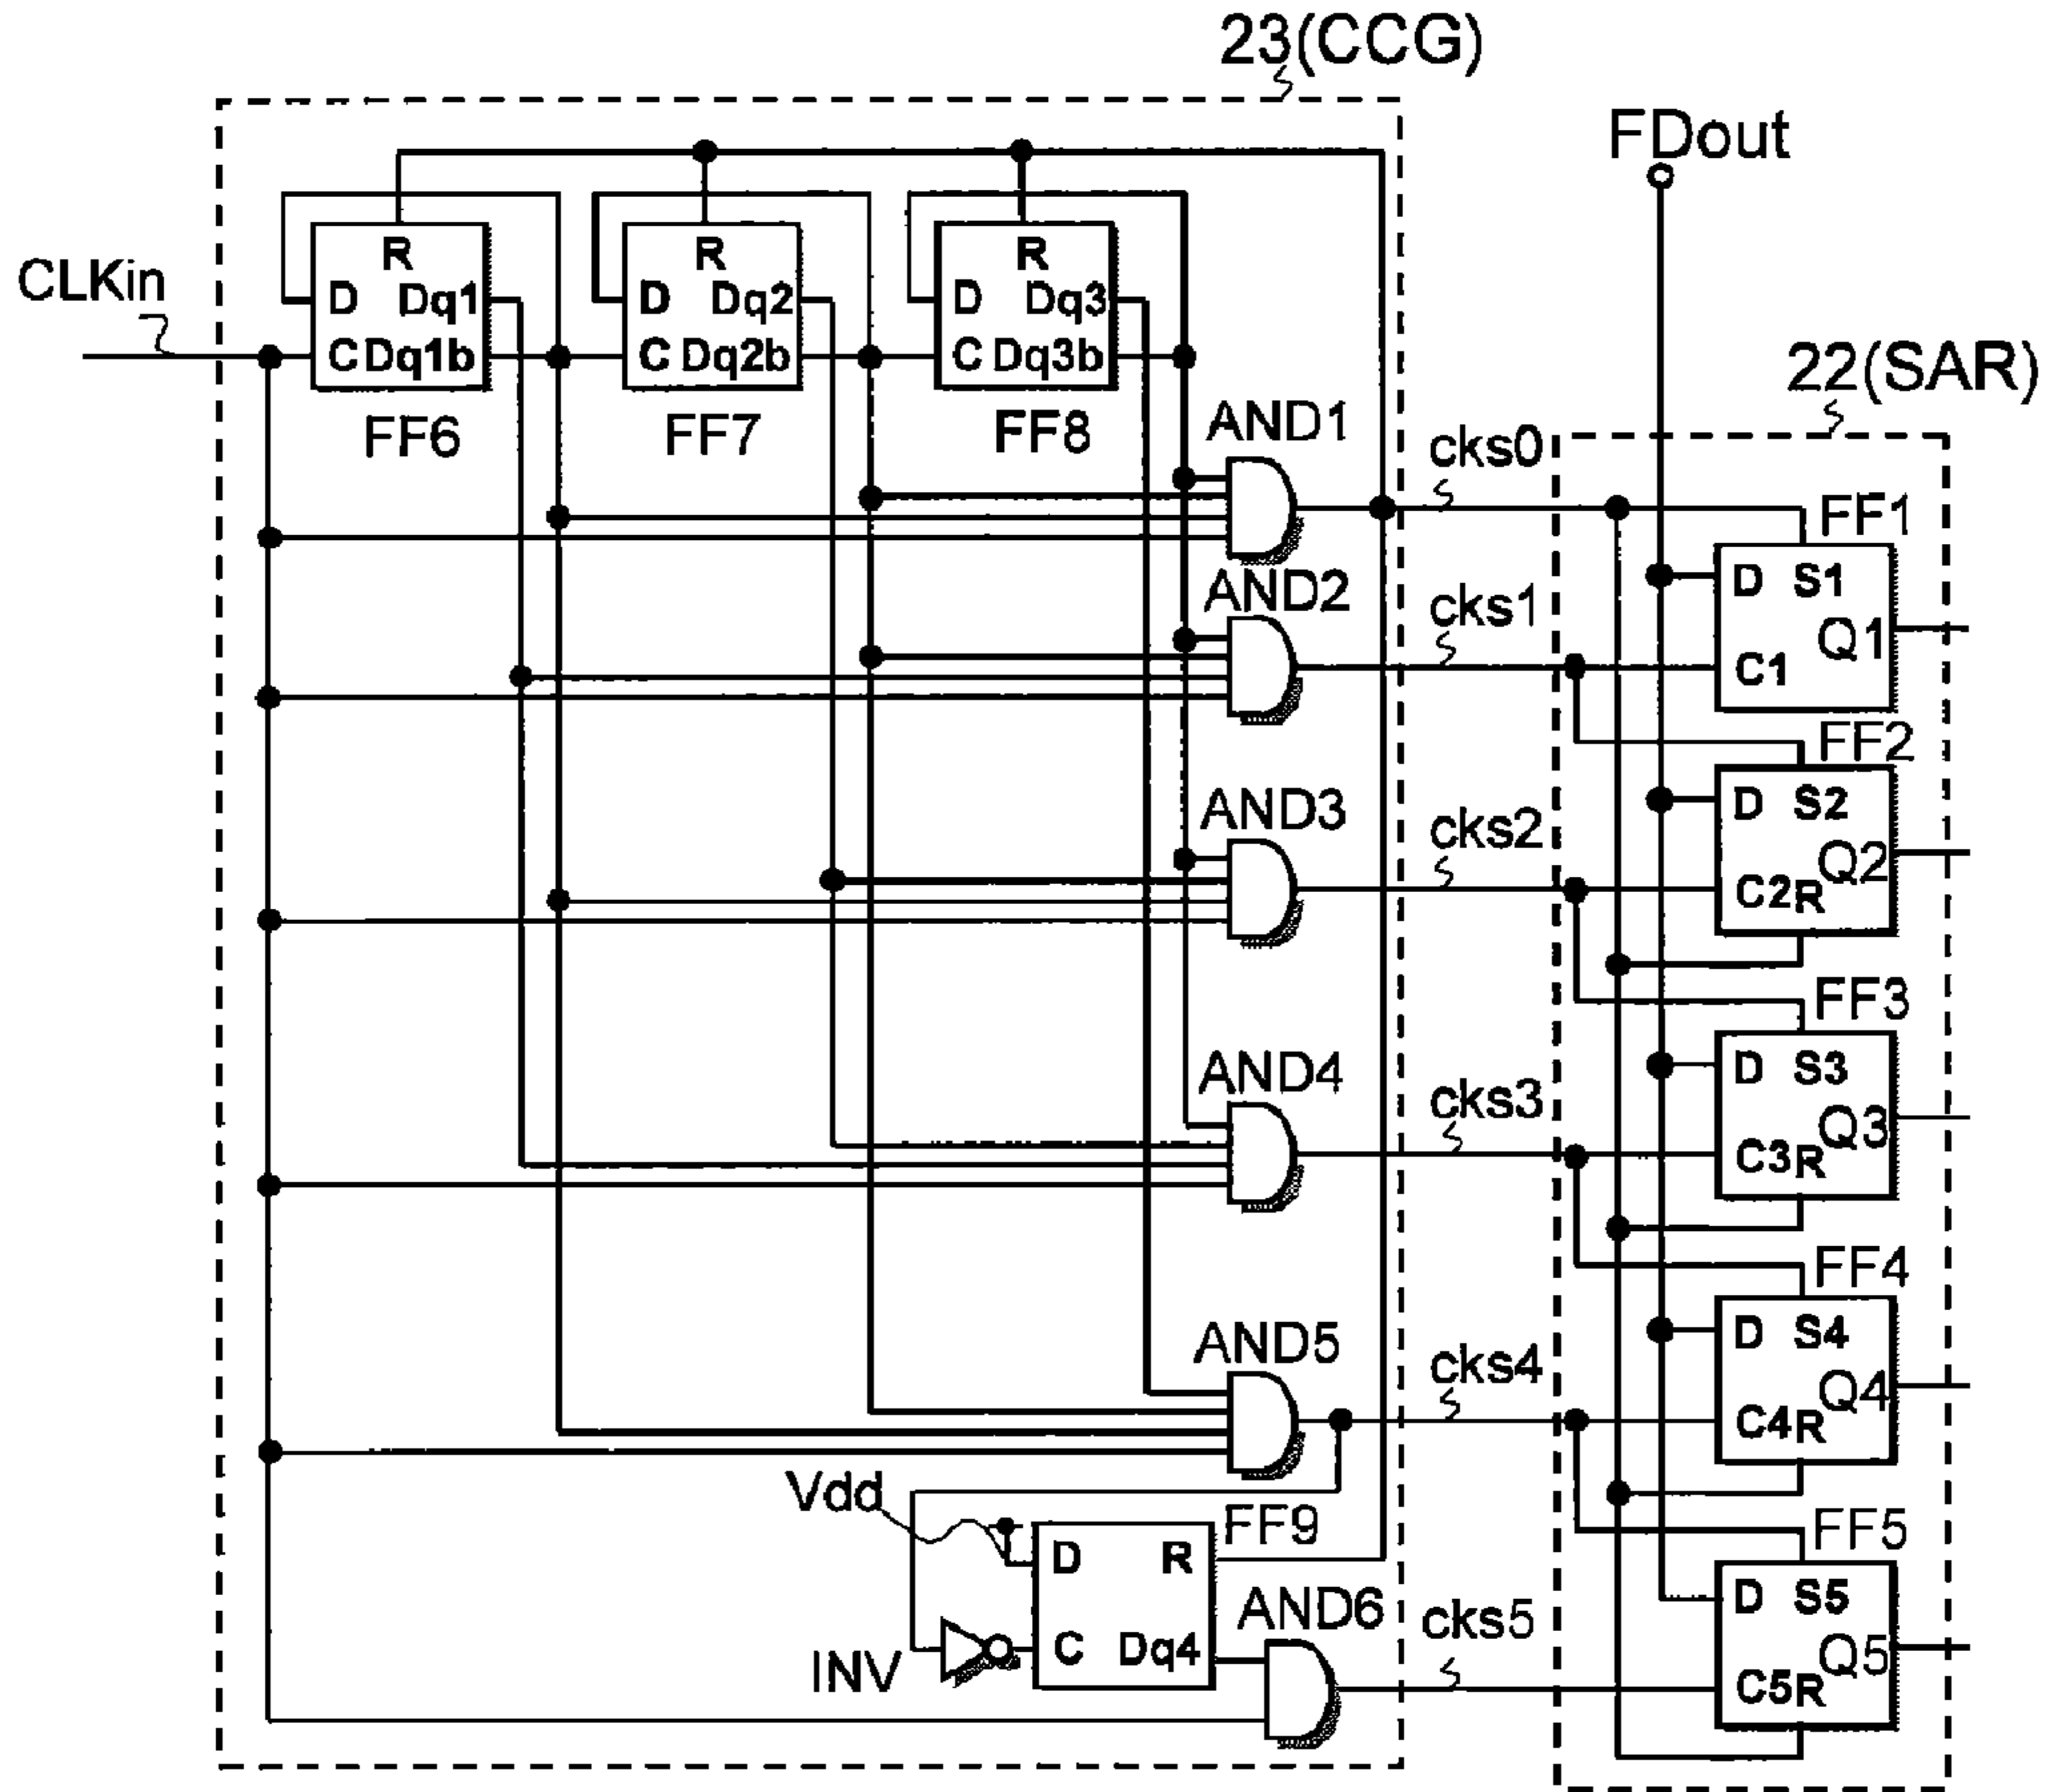 23(CCG)
FDout
CLKin
R
D Dq1
C Dq1b
FF6
R
D Dq2
C Dq2b
FF7
R
D Dq3
C Dq3b
FF8
22(SAR)
AND1
cks0
FF1
D S1
Q1
C1
AND2
cks1
FF2
D S2
Q2
C2R
AND3
cks2
FF3
D S3
Q3
C3R
AND4
cks3
FF4
D S4
Q4
C4R
AND5
cks4
Vdd
FF9
D R
C Dq4
INV
AND6
cks5
FF5
D S5
Q5
C5R